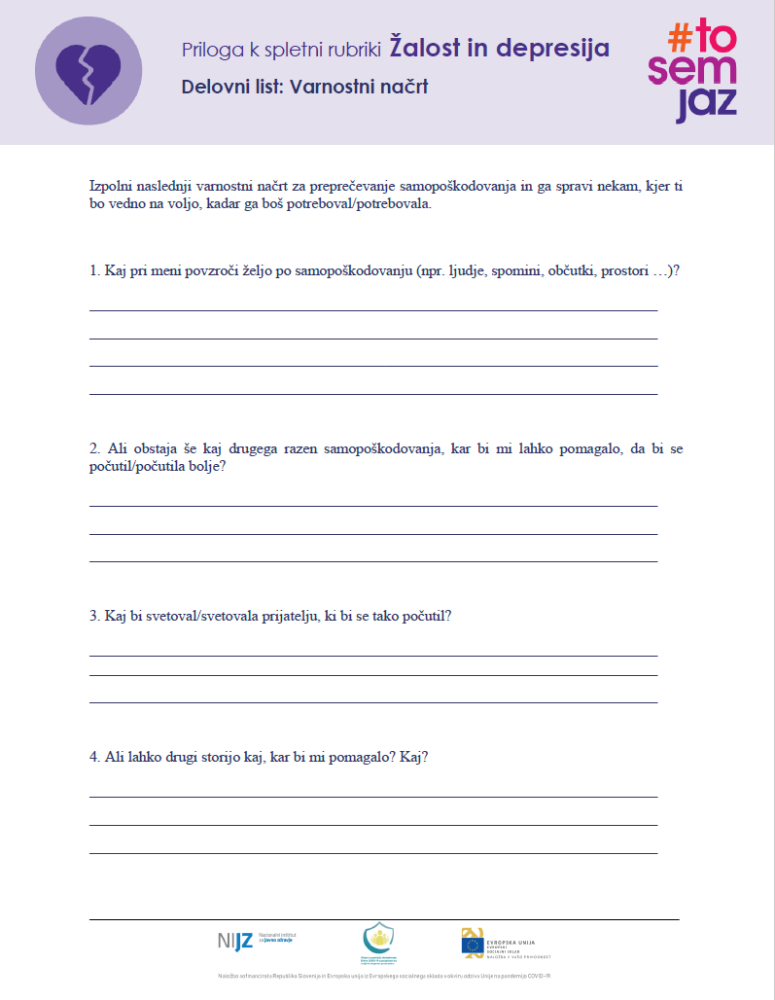 Priloga k spletni rubriki Žalost in depresija
Delovni list: Varnostni načrt
#to
sem
jaz
Izpolni naslednji varnostni načrt za preprečevanje samopoškodovanja in ga spravi nekam, kjer ti
bo vedno na voljo, kadar ga boš potreboval/potrebovala.
1. Kaj pri meni povzroči željo po samopoškodovanju (npr. ljudje, spomini, občutki, prostori …)?
2. Ali obstaja še kaj drugega razen samopoškodovanja, kar bi mi lahko pomagalo, da bi se
počutil/počutila bolje?
3. Kaj bi svetoval/svetovala prijatelju, ki bi se tako počutil?
4. Ali lahko drugi storijo kaj, kar bi mi pomagalo? Kaj?
NIJZ
Nacionalni inštitut
za javno zdravje
EVROPSKA UNIJA
EVROPSKI
SOCIALNI SKLAD
NALOŽBA V VAŠO PRIHODNOST
Naložbo sofinancirata Republika Slovenija in Evropska unija iz Evropskega socialnega sklada v okviru odziva Unije na pandemijo COVID-19